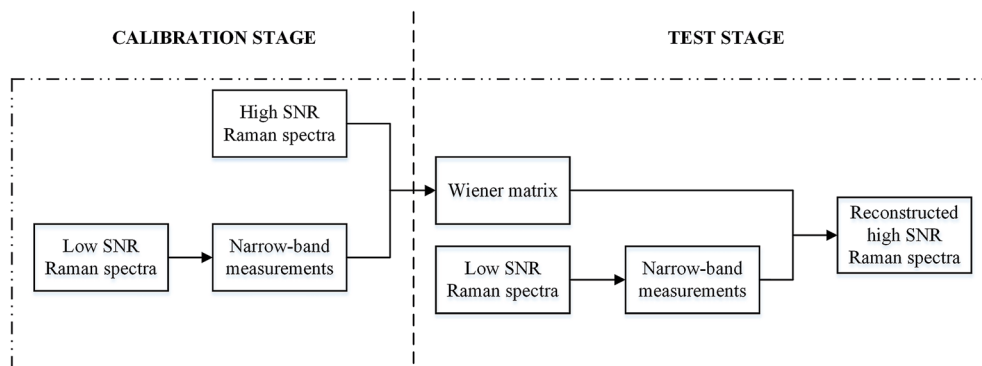 CALIBRATION STAGE
TEST STAGE
High SNR
Raman spectra
Low SNR
Raman spectra
Narrow-band
measurements
Wiener matrix
Low SNR
Raman spectra
Narrow-band
measurements
Reconstructed
high SNR
Raman spectra